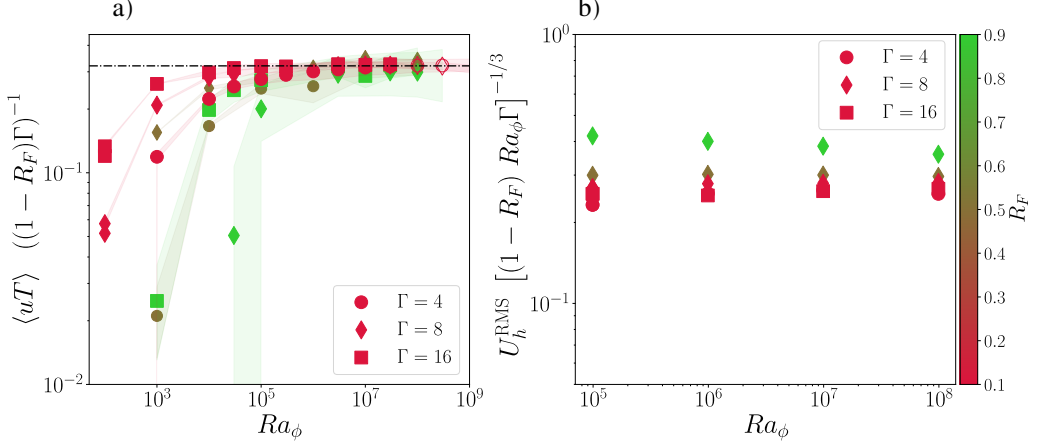 a)
⟨uT⟩ ((1 − R_F)Γ)^{−1}
10^{−1}
10^{−2}
10^3
10^5
10^7
10^9
Ra_ϕ
Γ = 4
Γ = 8
Γ = 16
b)
U_h^{RMS} [(1 − R_F) Ra_ϕ Γ]^{−1/3}
10^0
10^{−1}
10^5
10^6
10^7
10^8
Ra_ϕ
Γ = 4
Γ = 8
Γ = 16
0.9
0.8
0.7
0.6
0.5
0.4
0.3
0.2
0.1
R_F